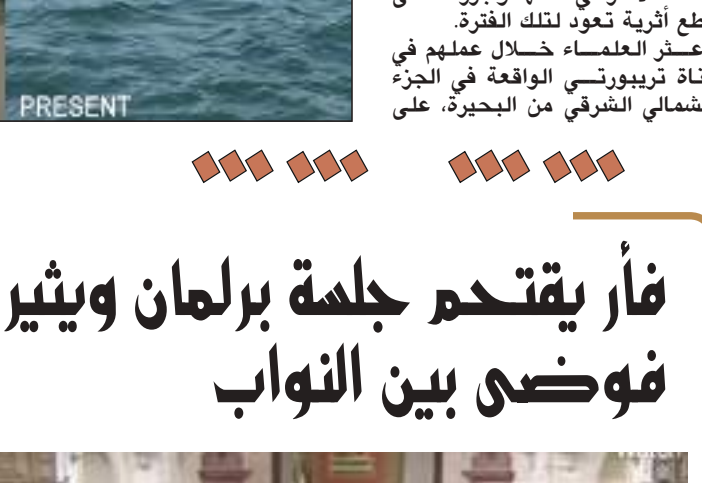 طع أثرية تعود لتلك الفترة.
عثر العلماء خلال عملهم في
تاة تريبورتي الواقعة في الجزء
شمالي الشرقي من البحيرة، على
PRESENT
فأر يقتحم جلسة برلمان ويثير
فوضى بين النواب